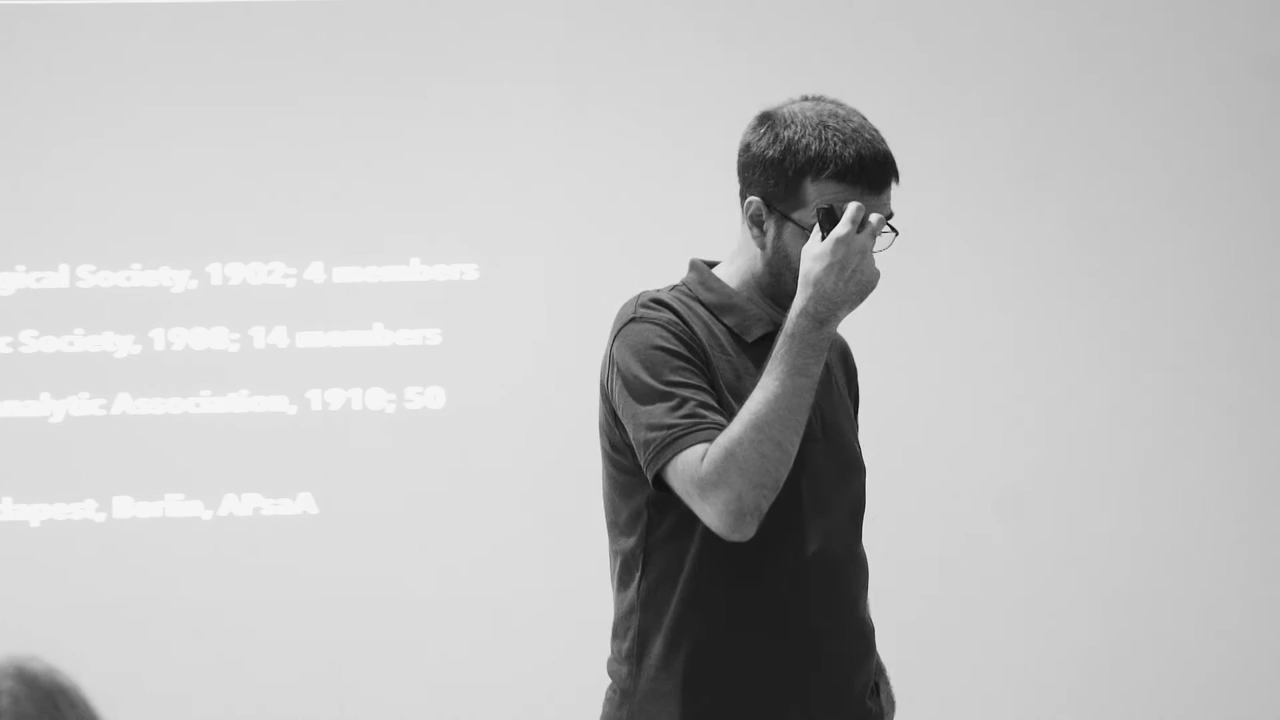 gical Society, 1902; 4 members
c Society, 1908; 14 members
nalytic Association, 1910; 50
dapest, Berlin, APsaA